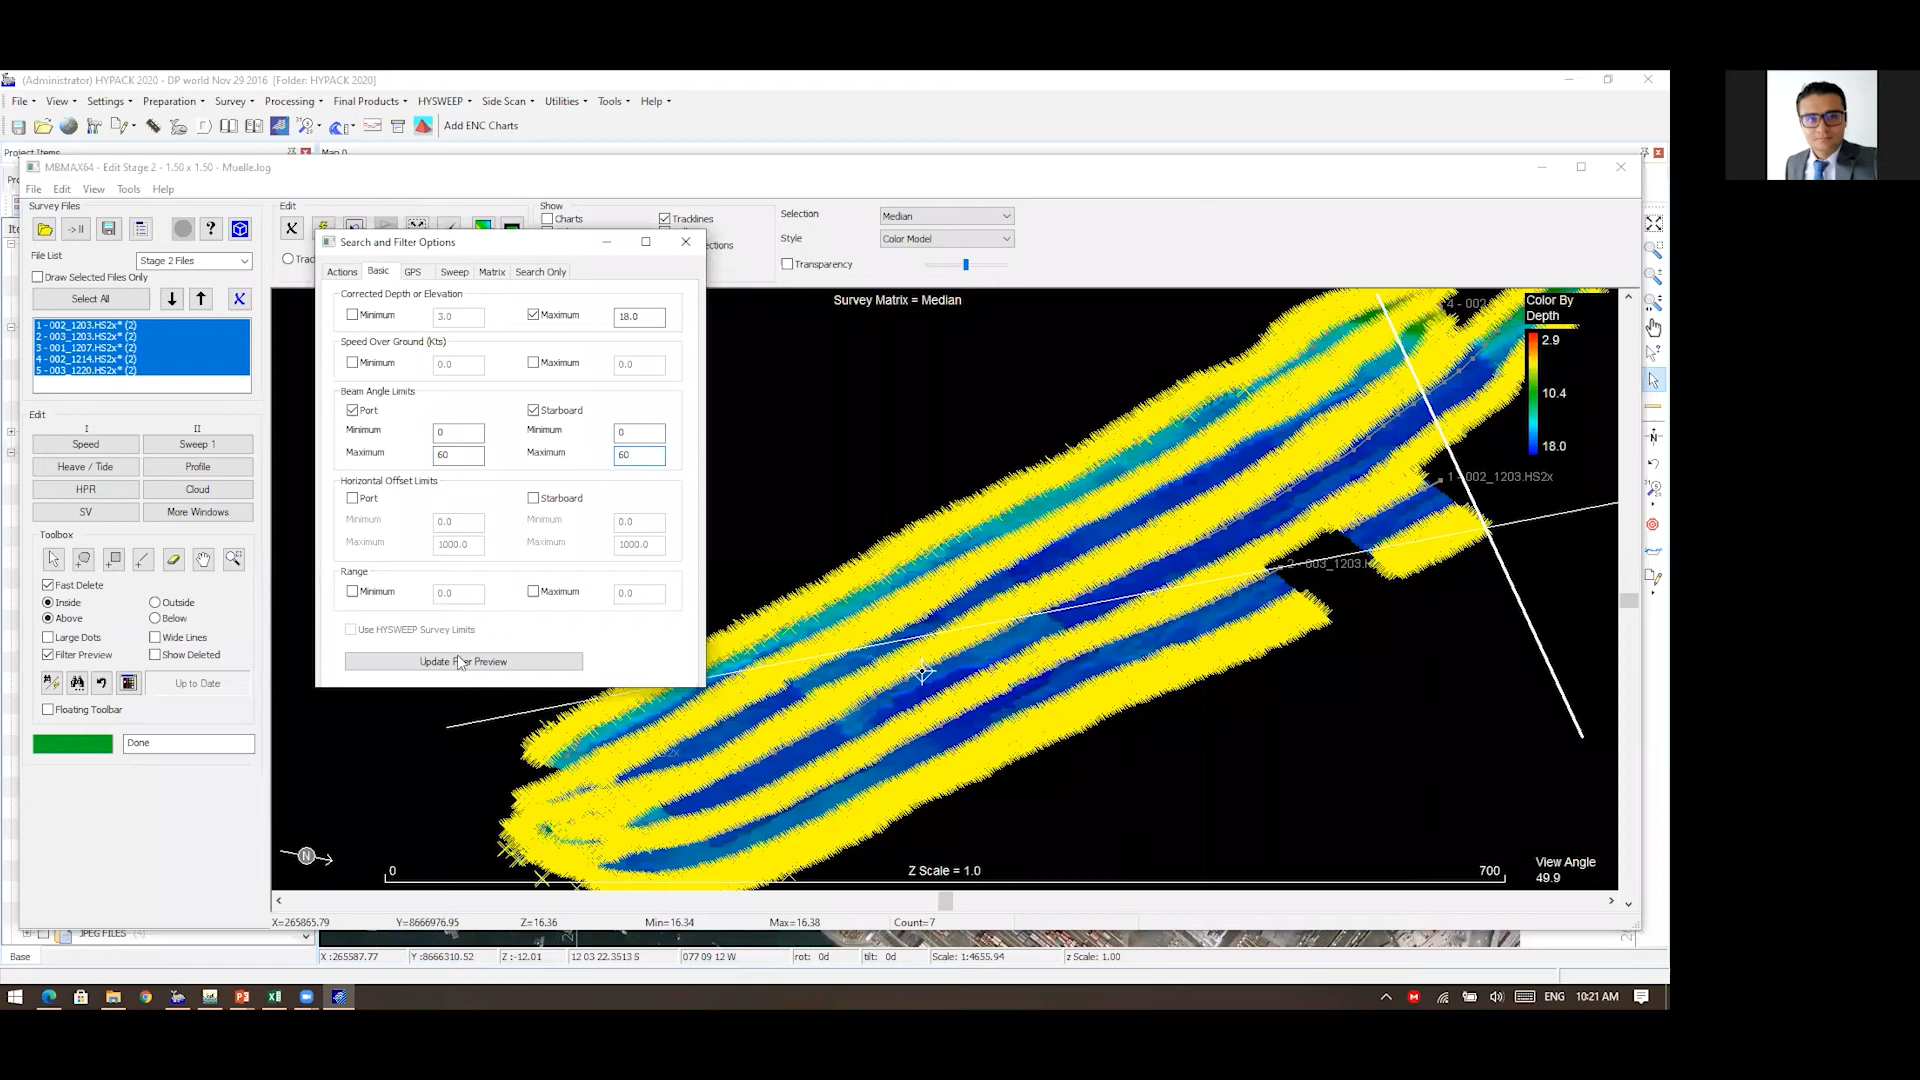 (Administrator) HYPACK 2020 - DP world Nov 29 2016 [Folder: HYPACK 2020]
File View Settings Preparation Survey Processing Final Products HYSWEEP Side Scan Utilities Tools Help
Add ENC Charts
Project Items
Map 0
MBMAX64 - Edit Stage 2 - 1.50 x 1.50 - Muelle.log
File Edit View Tools Help
Survey Files
Edit
Show
Charts
Tracklines
Selection
Median
Style
Color Model
Transparency
File List
Stage 2 Files
Draw Selected Files Only
Select All
1 - 002_1203.HS2x* (2)
2 - 003_1203.HS2x* (2)
3 - 001_1207.HS2x* (2)
4 - 002_1214.HS2x* (2)
5 - 003_1220.HS2x* (2)
Edit
I II
Speed Sweep 1
Heave / Tide Profile
HPR Cloud
SV More Windows
Toolbox
Fast Delete
Inside Outside
Above Below
Large Dots Wide Lines
Filter Preview Show Deleted
Up to Date
Floating Toolbar
Done
Search and Filter Options
Actions Basic GPS Sweep Matrix Search Only
Corrected Depth or Elevation
Minimum 3.0 Maximum 18.0
Speed Over Ground (Kts)
Minimum 0.0 Maximum 0.0
Beam Angle Limits
Port Starboard
Minimum 0 Minimum 0
Maximum 60 Maximum 60
Horizontal Offset Limits
Port Starboard
Minimum 0.0 Minimum 0.0
Maximum 1000.0 Maximum 1000.0
Range
Minimum 0.0 Maximum 0.0
Use HYSWEEP Survey Limits
Update Preview
Survey Matrix = Median
Color By
Depth
2.9
10.4
18.0
1 - 002_1203.HS2x
2 - 003_1203.H
N
0 Z Scale = 1.0 700
View Angle
49.9
X=265865.79 Y=8666976.95 Z=16.36 Min=16.34 Max=16.38 Count=7
JPEG FILES (4)
Base
X :265587.77 Y :8666310.52 Z :-12.01 12 03 22.3513 S 077 09 12 W rot: 0d tilt: 0d Scale: 1:4655.94 z Scale: 1.00
ENG 10:21 AM